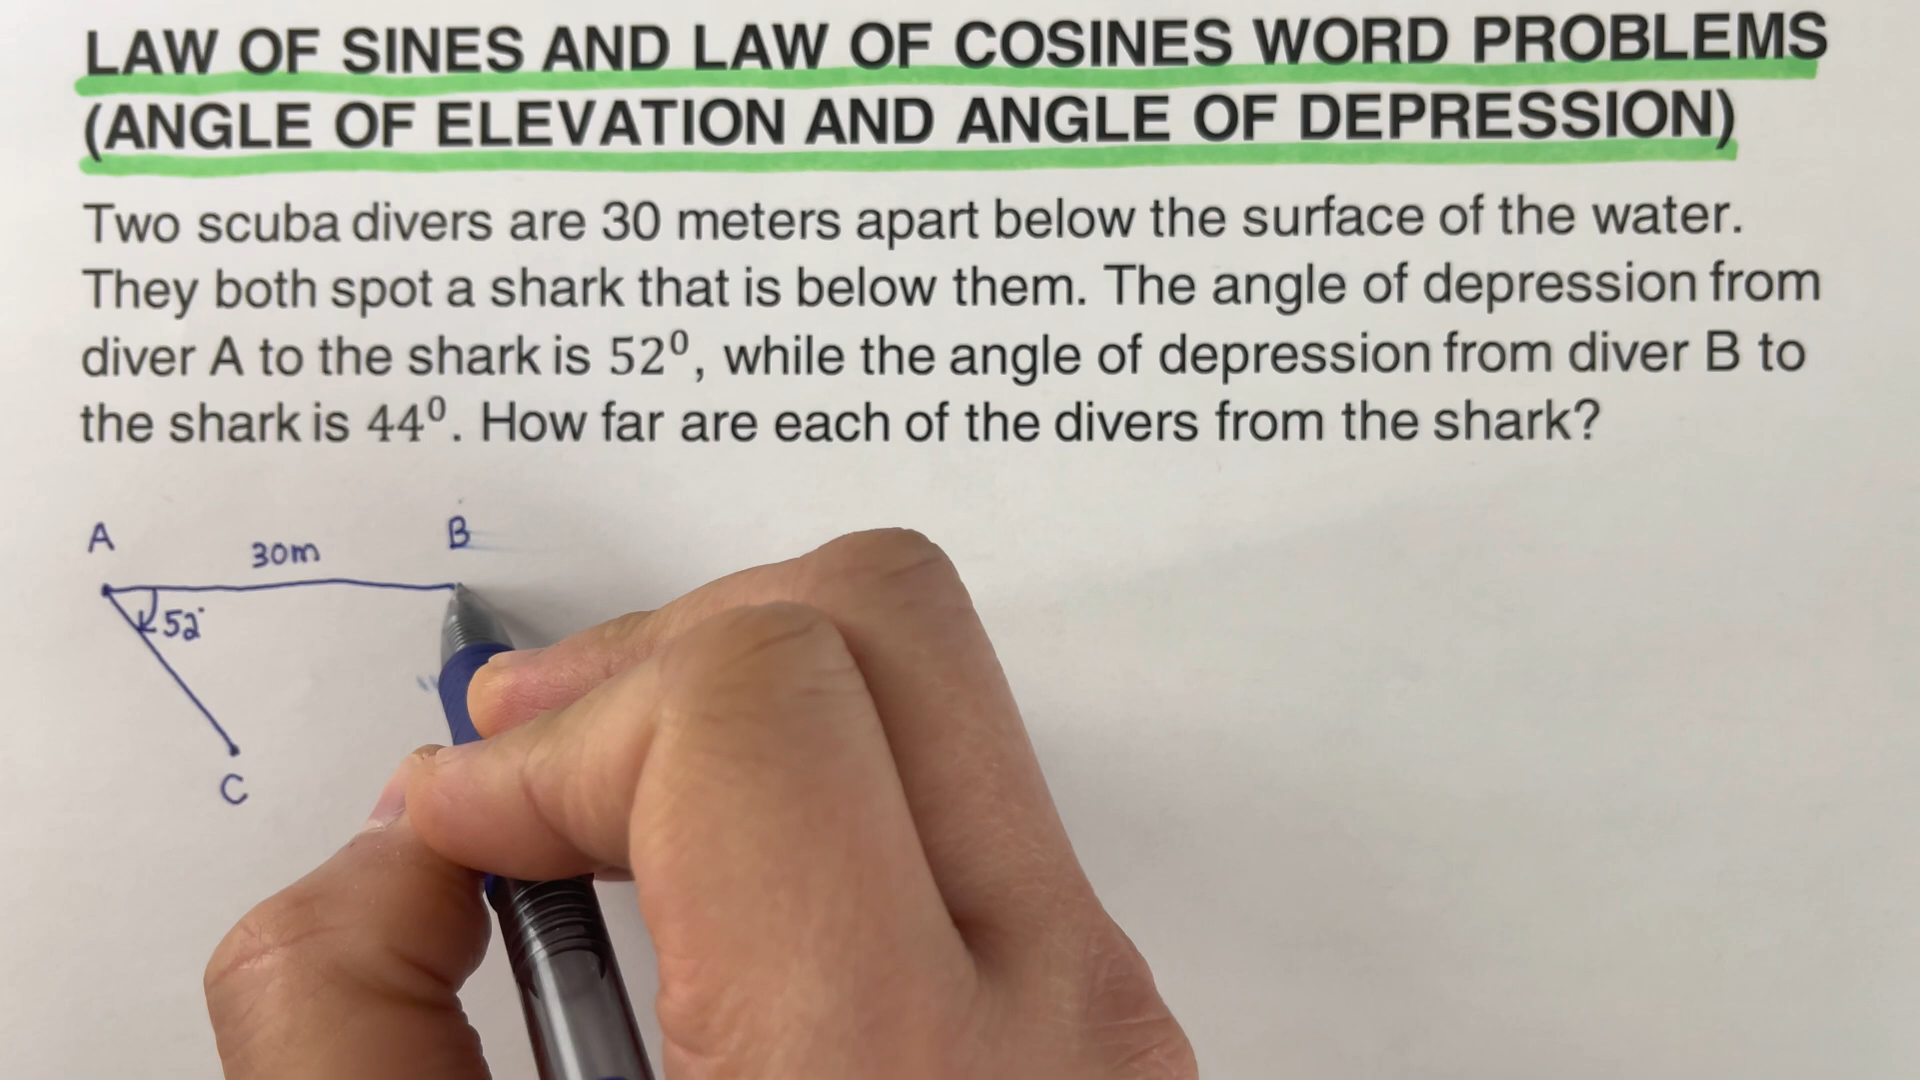 LAW OF SINES AND LAW OF COSINES WORD PROBLEMS
(ANGLE OF ELEVATION AND ANGLE OF DEPRESSION)
Two scuba divers are 30 meters apart below the surface of the water.
They both spot a shark that is below them. The angle of depression from
diver A to the shark is 52⁰, while the angle of depression from diver B to
the shark is 44⁰. How far are each of the divers from the shark?
A
30m
B
52°
C